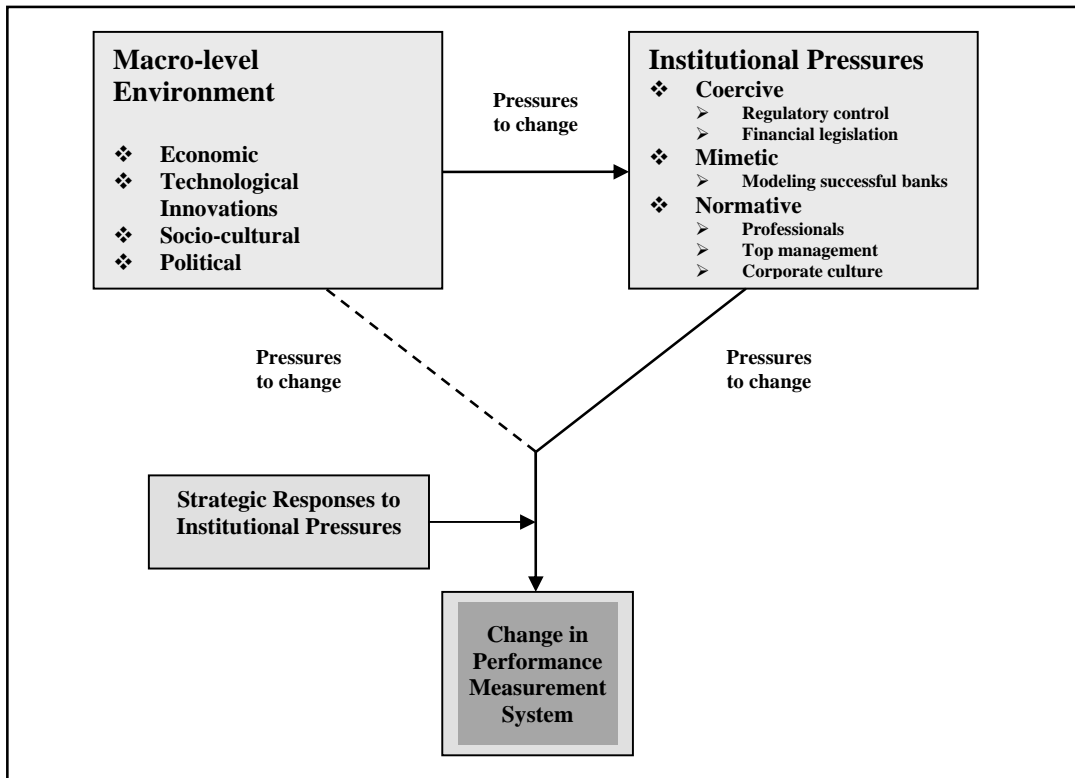 Macro-level
Environment
❖ Economic
❖ Technological
Innovations
❖ Socio-cultural
❖ Political
Pressures
to change
Institutional Pressures
❖ Coercive
➢ Regulatory control
➢ Financial legislation
❖ Mimetic
➢ Modeling successful banks
❖ Normative
➢ Professionals
➢ Top management
➢ Corporate culture
Pressures
to change
Pressures
to change
Strategic Responses to
Institutional Pressures
Change in
Performance
Measurement
System